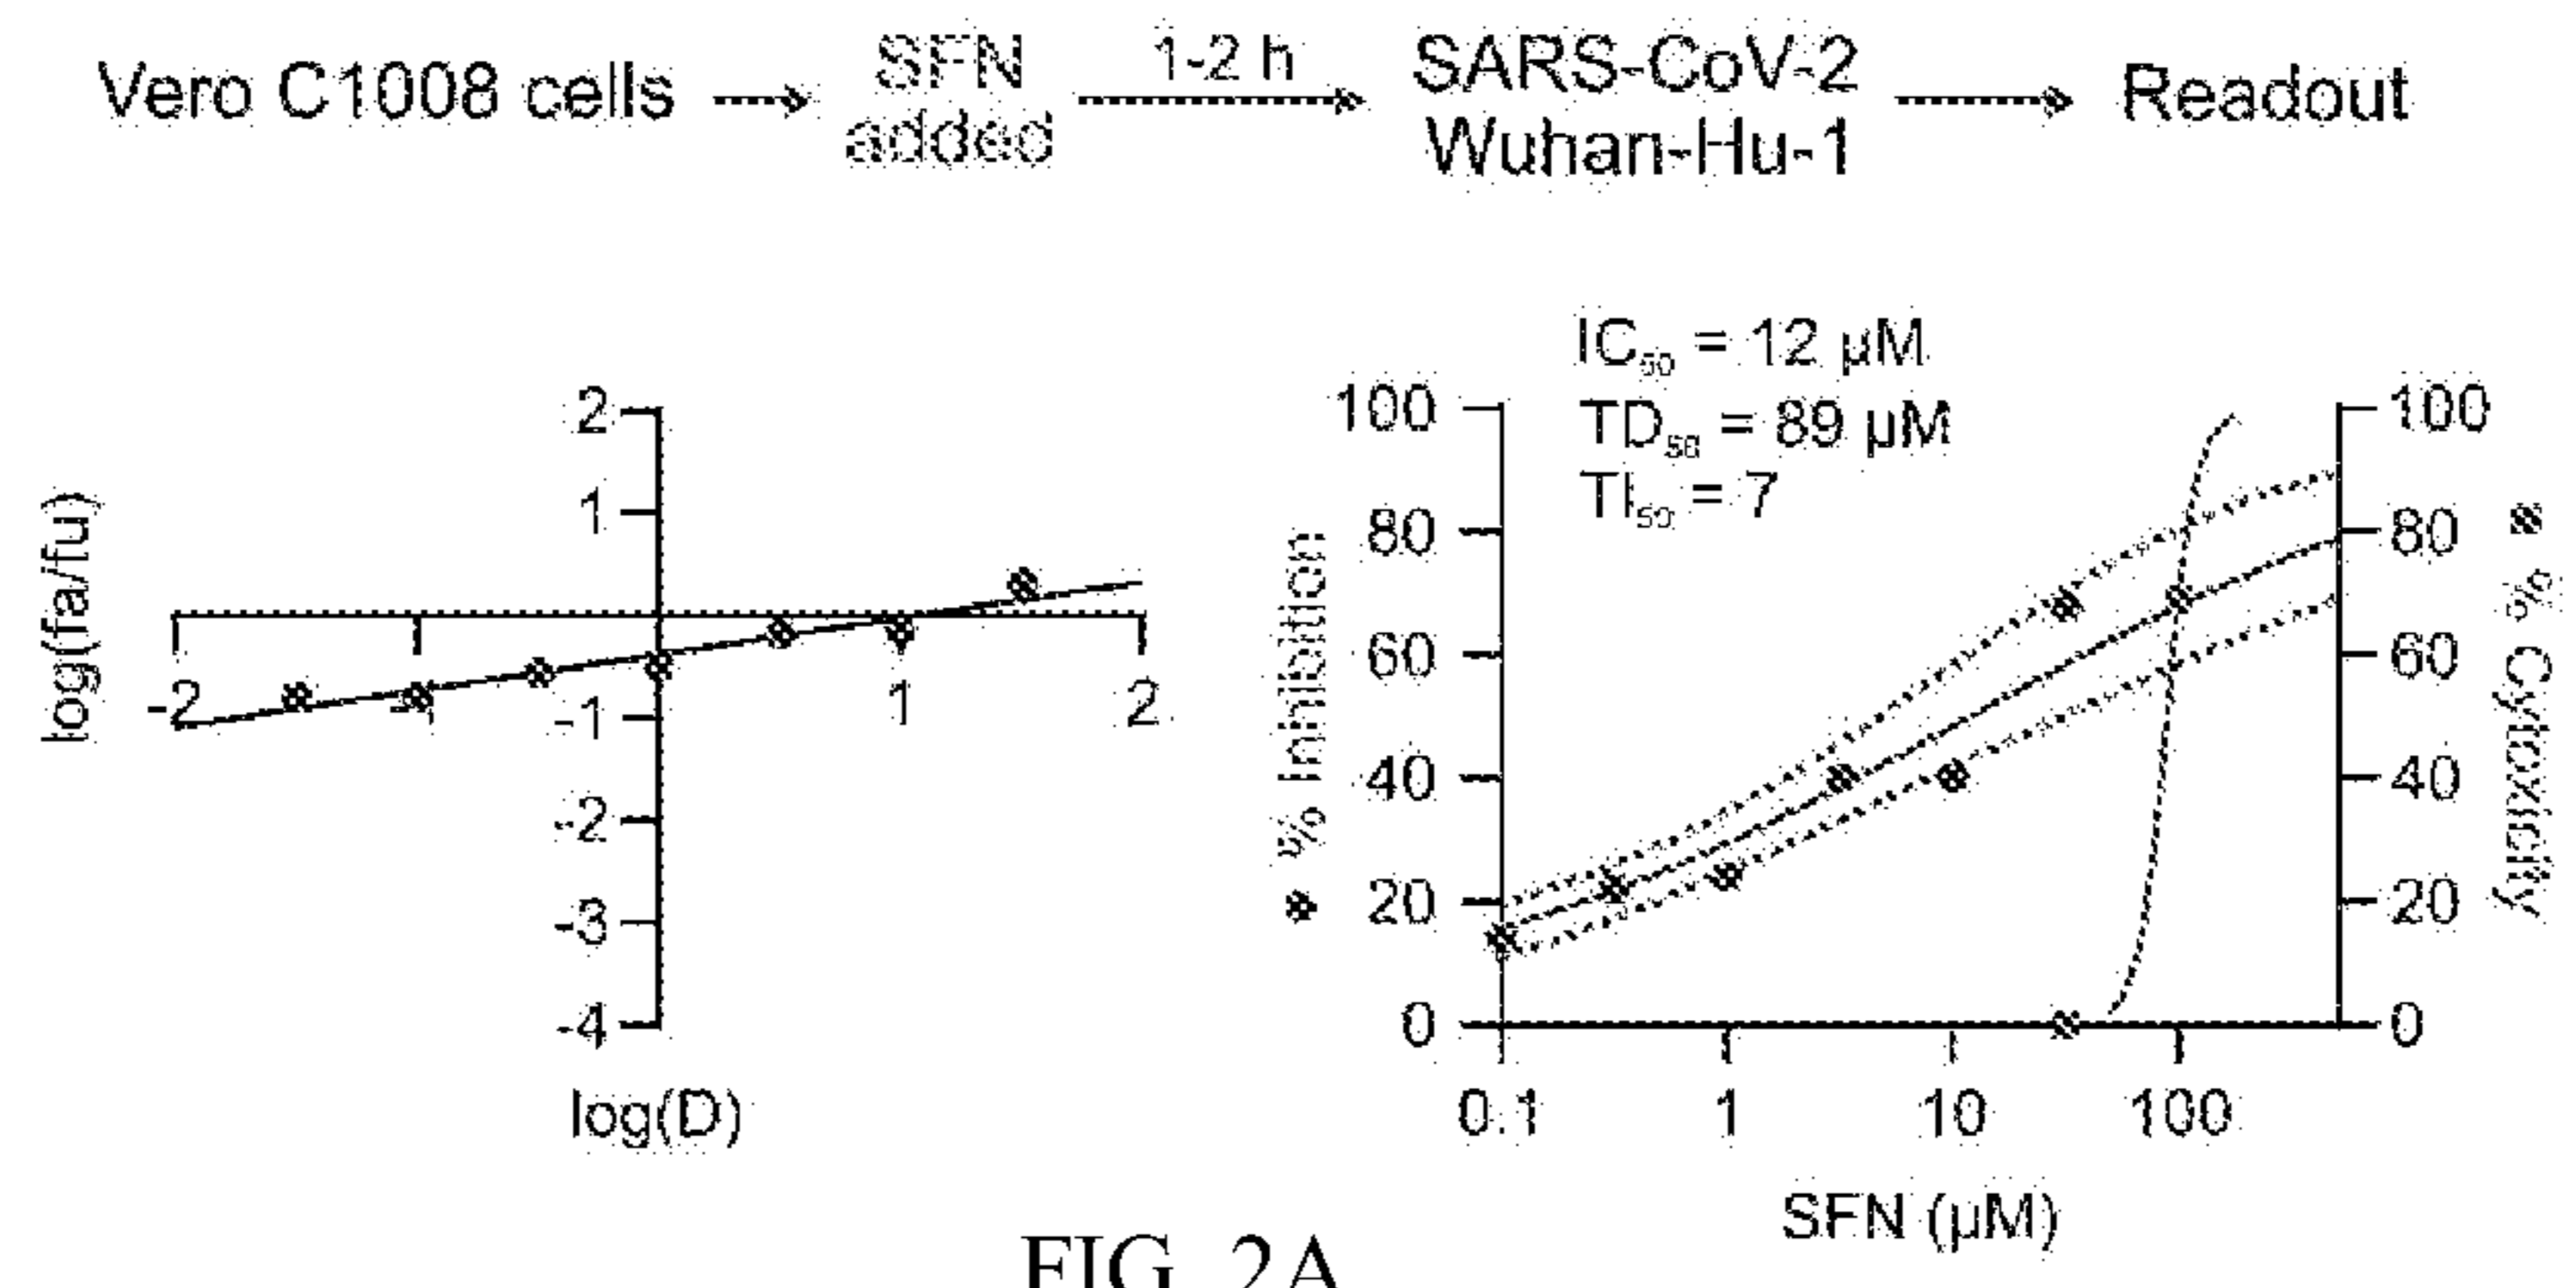 Vero C1008 cells
SFN
added
1-2 h
SARS-CoV-2
Wuhan-Hu-1
Readout
log(fa/fu)
2
1
-1
-2
-3
-4
-2
-1
1
2
log(D)
IC50 = 12 µM
TD50 = 89 µM
TI50 = 7
% Inhibition
100
80
60
40
20
0
100
80
60
40
20
0
% Cytoxicity
0.1
1
10
100
SFN (µM)
FIG. 2A